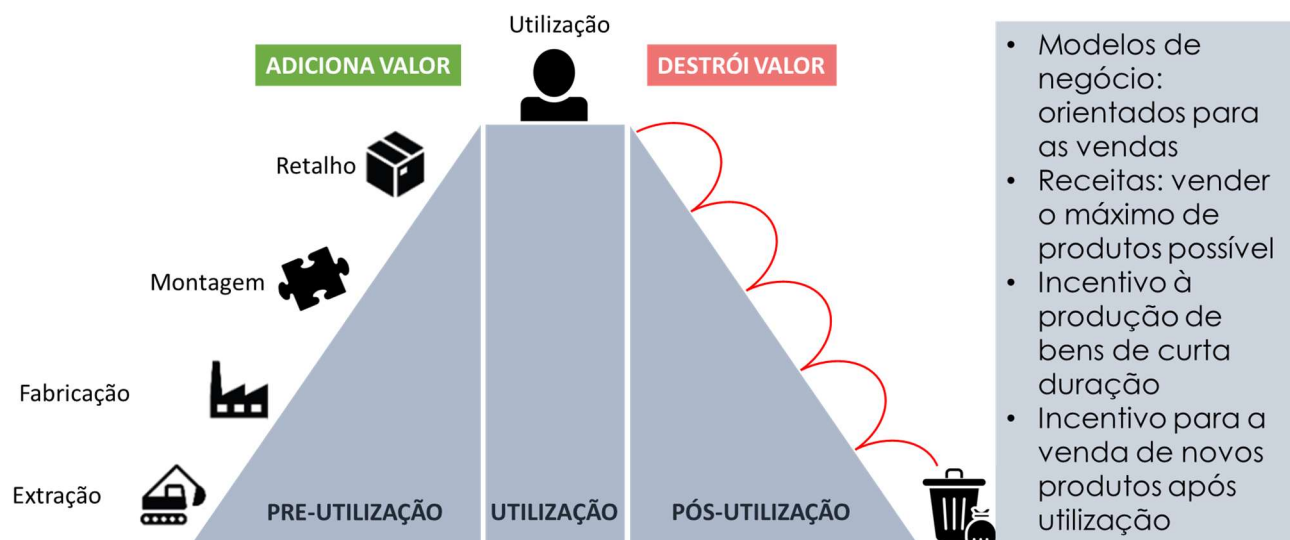 Utilização
ADICIONA VALOR
DESTRÓI VALOR
Retalho
Montagem
Fabricação
Extração
PRE-UTILIZAÇÃO
UTILIZAÇÃO
PÓS-UTILIZAÇÃO
• Modelos de
negócio:
orientados para
as vendas
• Receitas: vender
o máximo de
produtos possível
• Incentivo à
produção de
bens de curta
duração
• Incentivo para a
venda de novos
produtos após
utilização